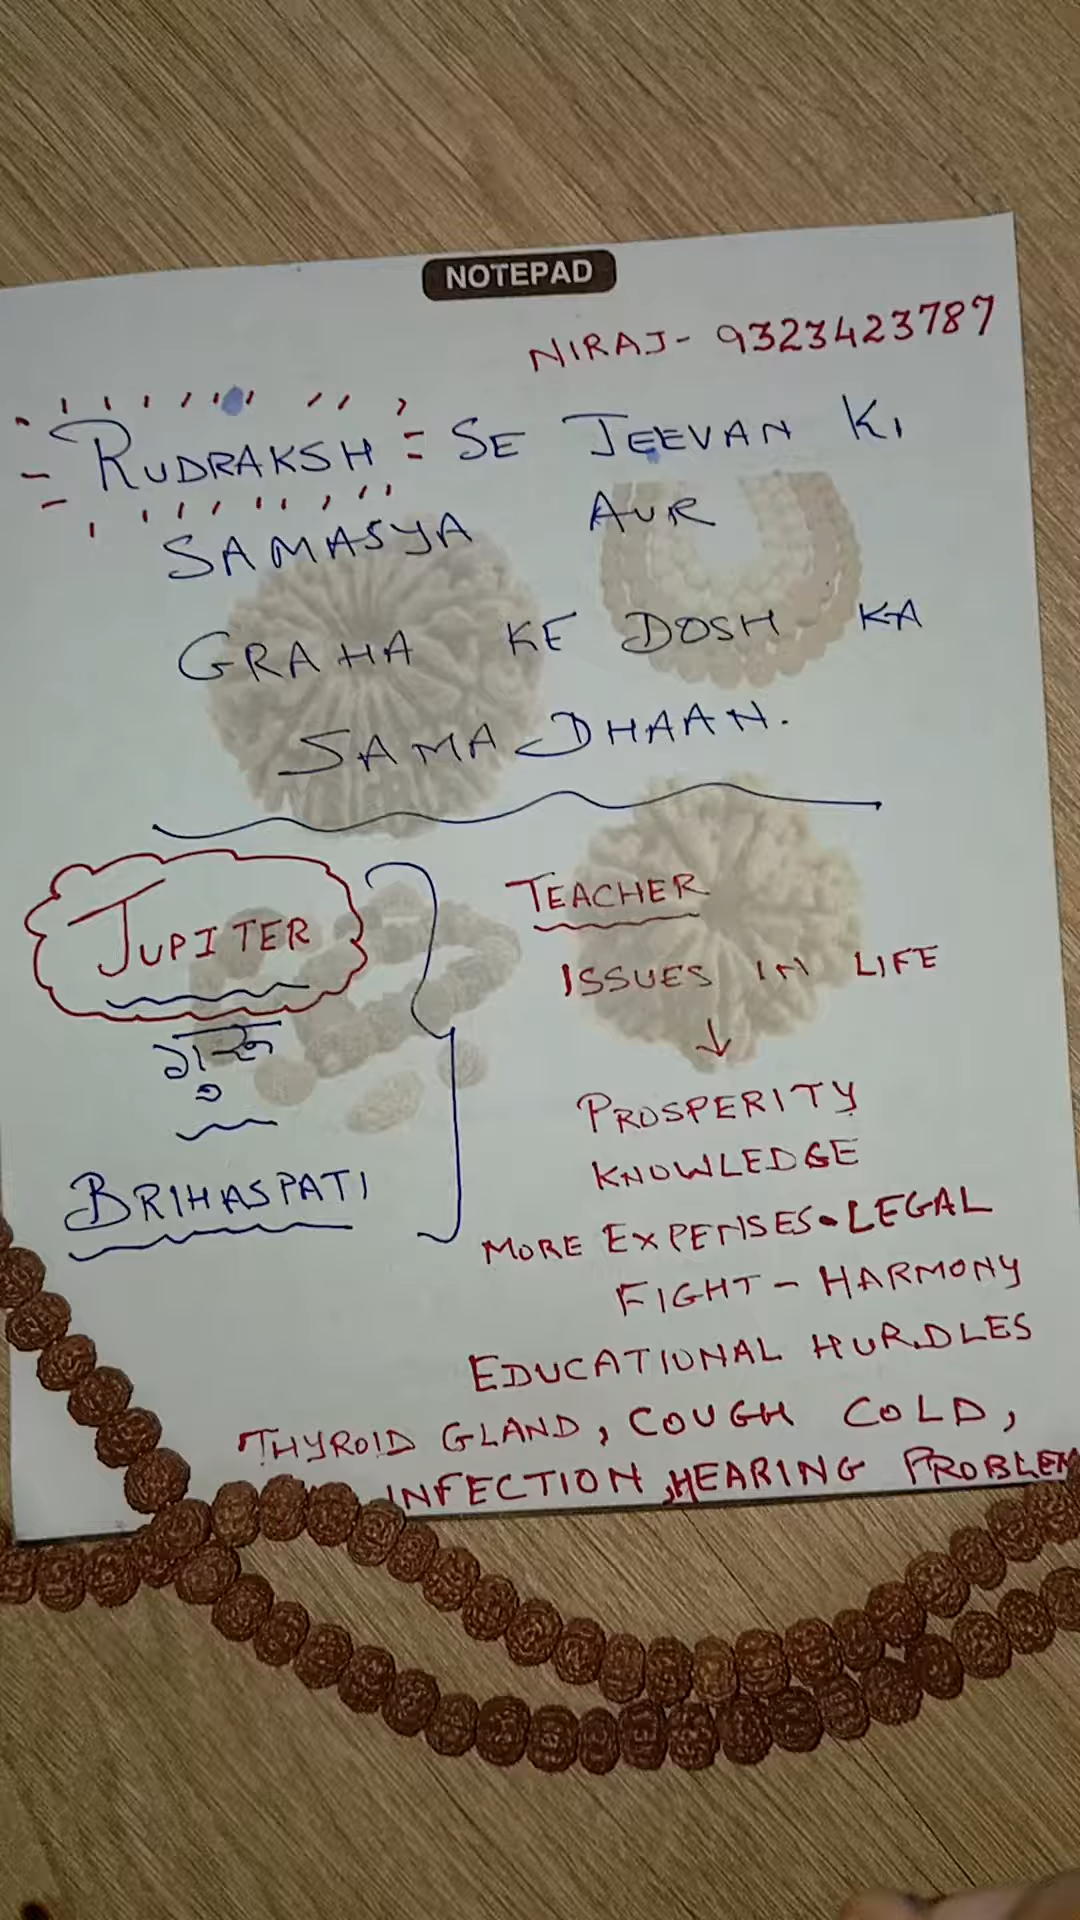 NOTEPAD
NIRAJ- 9323423787
RUDRAKSH SE JEEVAN KI
SAMASYA AUR
GRAHA KE DOSH KA
SAMADHAAN.
JUPITER
गुरू
BRIHASPATI
TEACHER
ISSUES IN LIFE
↓
PROSPERITY
KNOWLEDGE
MORE EXPENSES • LEGAL
FIGHT - HARMONY
EDUCATIONAL HURDLES
THYROID GLAND, COUGH COLD,
INFECTION, HEARING PROBLEM